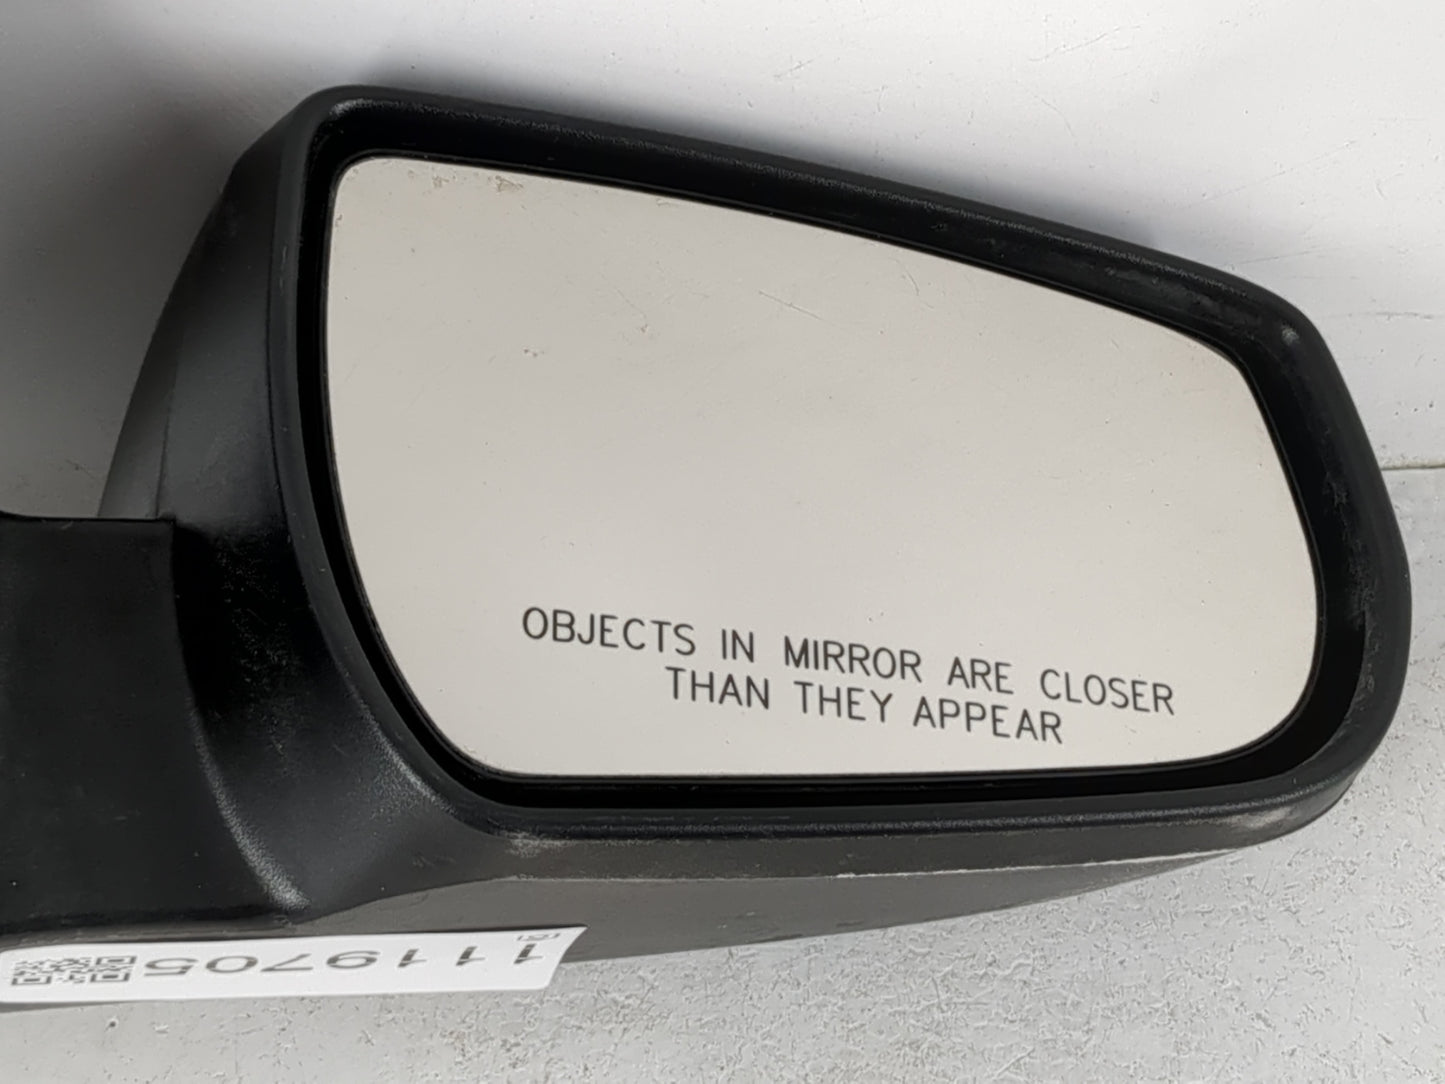 OBJECTS IN MIRROR ARE CLOSER
THAN THEY APPEAR
1119705